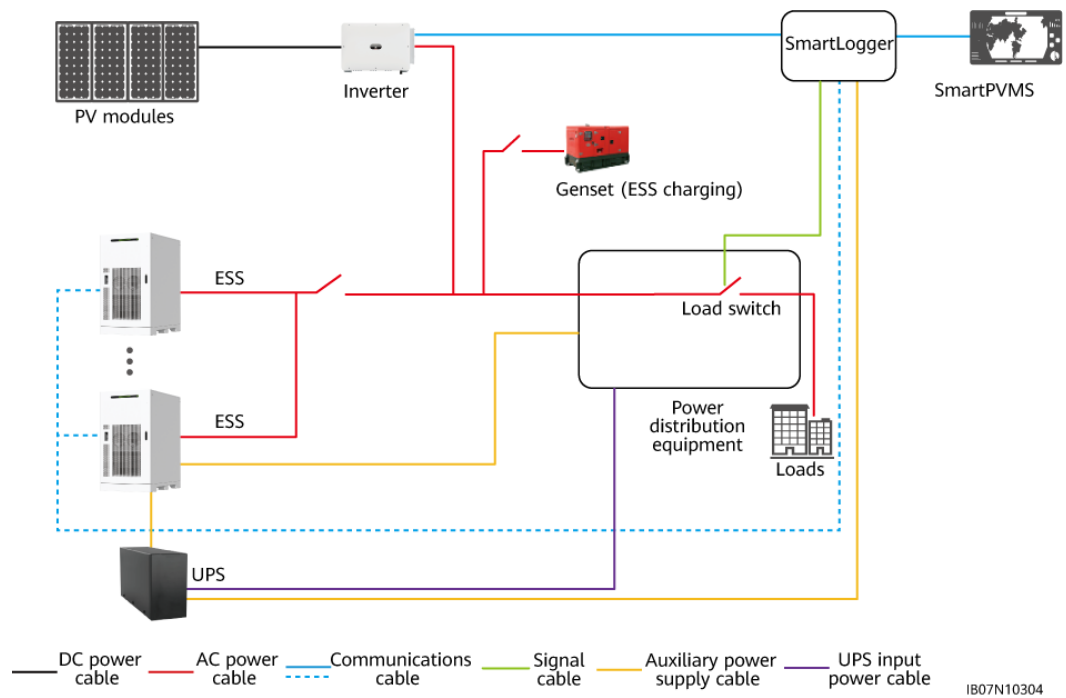 SmartLogger
PV modules
Inverter
SmartPVMS
Genset (ESS charging)
ESS
Load switch
ESS
Power
distribution
equipment
Loads
UPS
DC power
cable
AC power
cable
Communications
cable
Signal
cable
Auxiliary power
supply cable
UPS input
power cable
IB07N10304